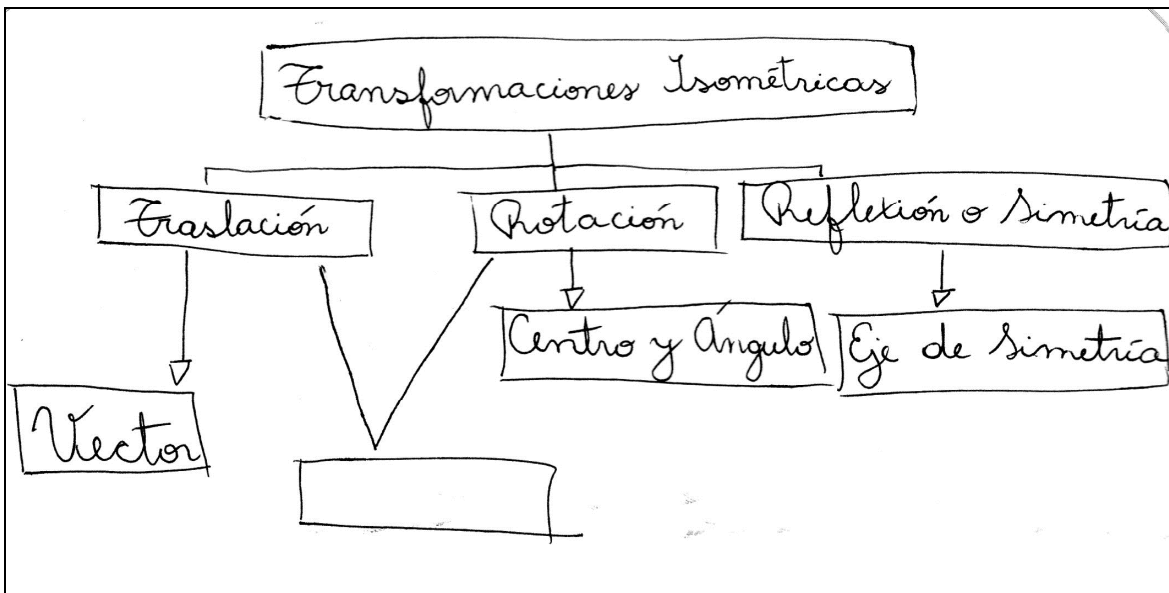 Transformaciones Isométricas
Traslación
Rotación
Reflexión o Simetría
Centro y Ángulo
Eje de Simetría
Vector